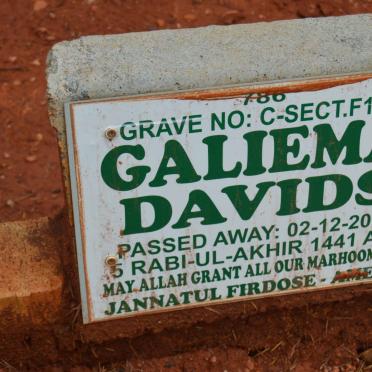 786
GRAVE NO: C-SECT.F1
GALIEMA
DAVIDS
PASSED AWAY: 02-12-20
5 RABI-UL-AKHIR 1441 A
MAY ALLAH GRANT ALL OUR MARHOOM
JANNATUL FIRDOSE - AME